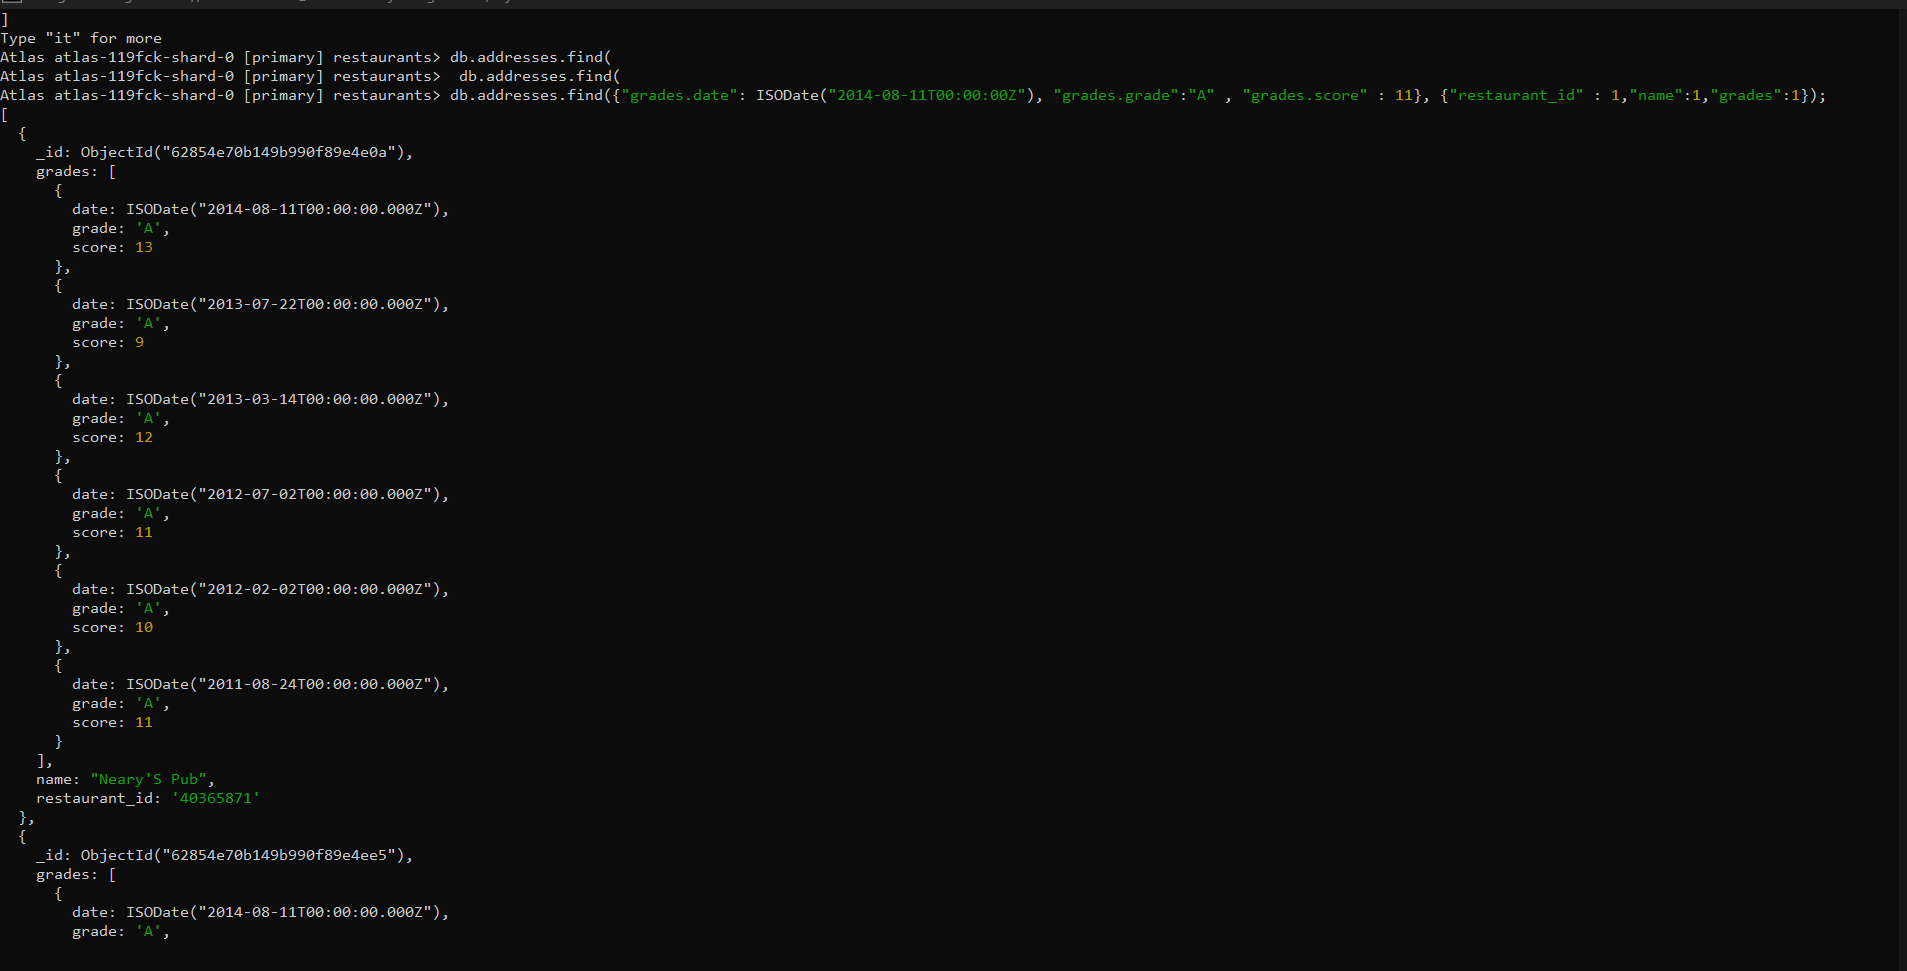 ]
Type "it" for more
Atlas atlas-119fck-shard-0 [primary] restaurants> db.addresses.find(
Atlas atlas-119fck-shard-0 [primary] restaurants>  db.addresses.find(
Atlas atlas-119fck-shard-0 [primary] restaurants> db.addresses.find({"grades.date": ISODate("2014-08-11T00:00:00Z"), "grades.grade":"A" , "grades.score" : 11}, {"restaurant_id" : 1,"name":1,"grades":1});
[
  {
    _id: ObjectId("62854e70b149b990f89e4e0a"),
    grades: [
      {
        date: ISODate("2014-08-11T00:00:00.000Z"),
        grade: 'A',
        score: 13
      },
      {
        date: ISODate("2013-07-22T00:00:00.000Z"),
        grade: 'A',
        score: 9
      },
      {
        date: ISODate("2013-03-14T00:00:00.000Z"),
        grade: 'A',
        score: 12
      },
      {
        date: ISODate("2012-07-02T00:00:00.000Z"),
        grade: 'A',
        score: 11
      },
      {
        date: ISODate("2012-02-02T00:00:00.000Z"),
        grade: 'A',
        score: 10
      },
      {
        date: ISODate("2011-08-24T00:00:00.000Z"),
        grade: 'A',
        score: 11
      }
    ],
    name: "Neary'S Pub",
    restaurant_id: '40365871'
  },
  {
    _id: ObjectId("62854e70b149b990f89e4ee5"),
    grades: [
      {
        date: ISODate("2014-08-11T00:00:00.000Z"),
        grade: 'A',